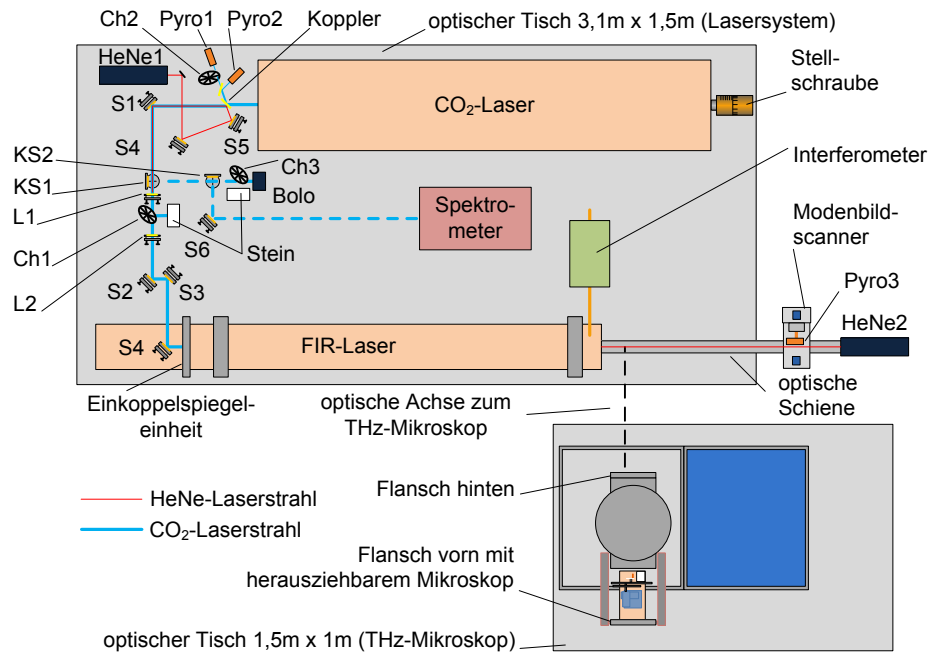 Ch2
Pyro1
Pyro2
Koppler
optischer Tisch 3,1m x 1,5m (Lasersystem)
HeNe1
S1
CO₂-Laser
Stell-
schraube
S4
S5
KS2
Ch3
Interferometer
KS1
Bolo
L1
Spektro-
meter
Modenbild-
scanner
Ch1
S6
Stein
L2
S2
S3
Pyro3
HeNe2
S4
FIR-Laser
Einkoppelspiegel-
einheit
optische Achse zum
THz-Mikroskop
optische
Schiene
Flansch hinten
HeNe-Laserstrahl
CO₂-Laserstrahl
Flansch vorn mit
herausziehbarem Mikroskop
optischer Tisch 1,5m x 1m (THz-Mikroskop)